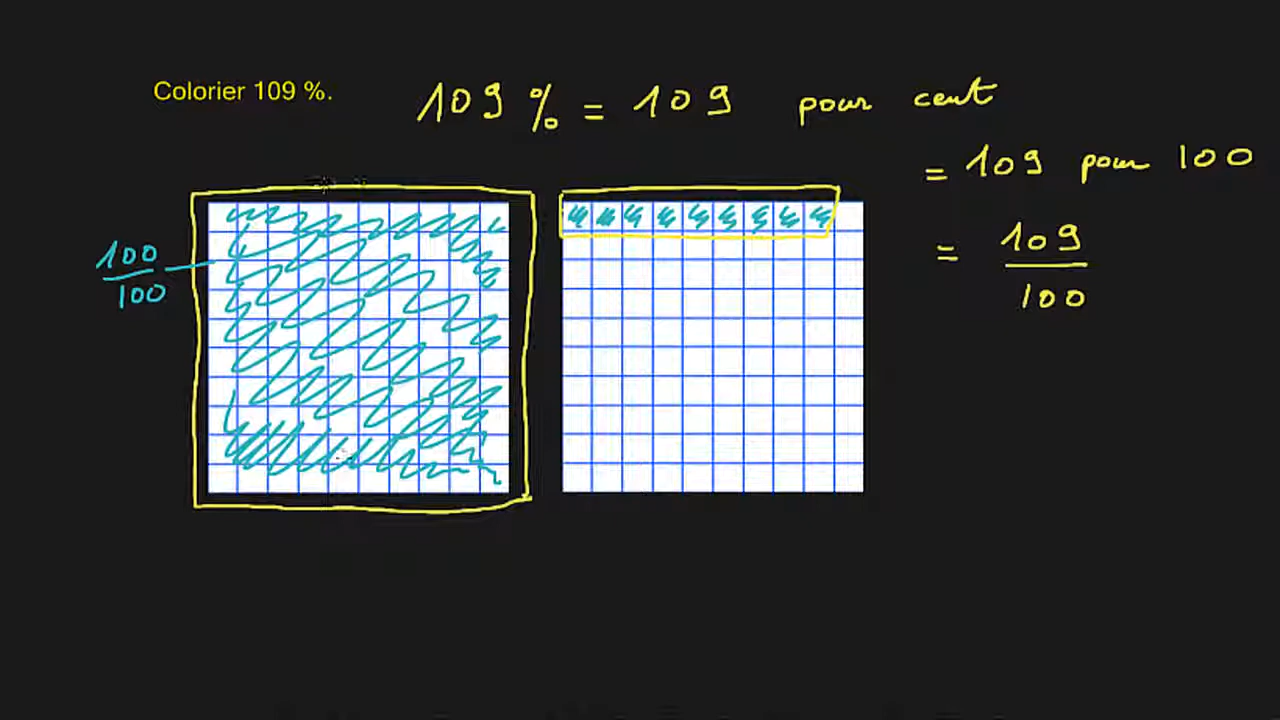 Colorier 109 %.
109 % = 109 pour cent
= 109 pour 100
= 109
100
100
100